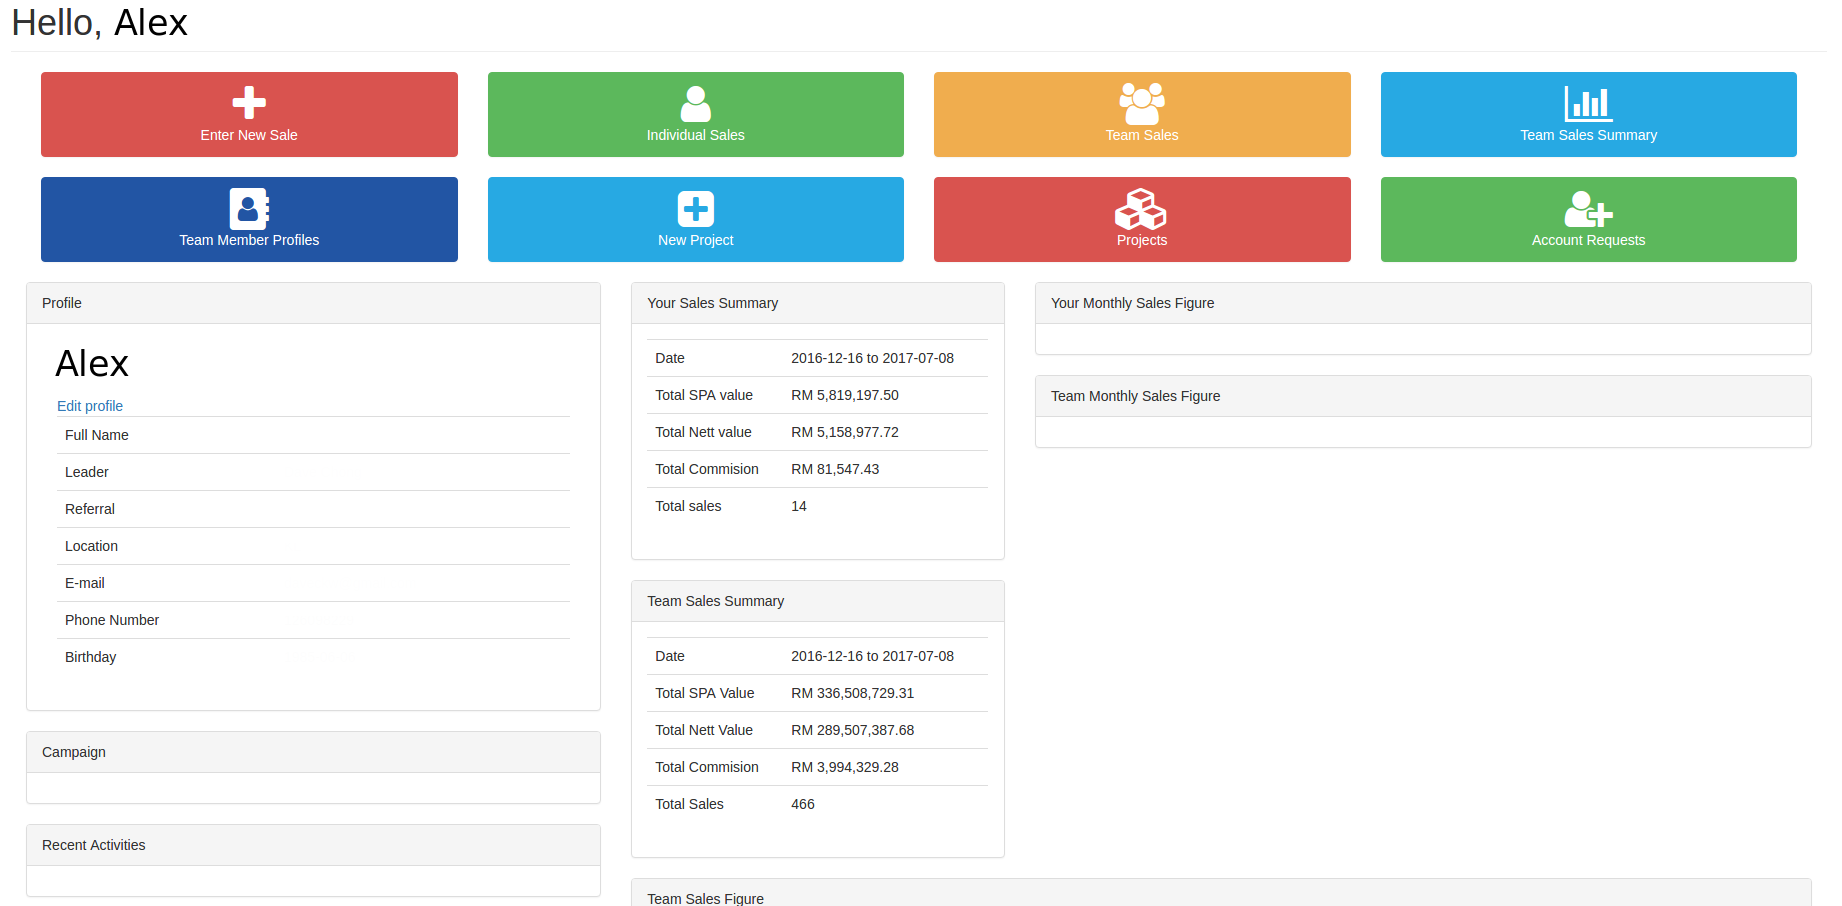 Hello, Alex
Enter New Sale
Individual Sales
Team Sales
Team Sales Summary
Team Member Profiles
New Project
Projects
Account Requests
Profile
Alex
Edit profile
Full Name
Leader
Referral
Location
E-mail
Phone Number
Birthday
Campaign
Recent Activities
Your Sales Summary
Date 2016-12-16 to 2017-07-08
Total SPA value RM 5,819,197.50
Total Nett value RM 5,158,977.72
Total Commision RM 81,547.43
Total sales 14
Team Sales Summary
Date 2016-12-16 to 2017-07-08
Total SPA Value RM 336,508,729.31
Total Nett Value RM 289,507,387.68
Total Commision RM 3,994,329.28
Total Sales 466
Your Monthly Sales Figure
Team Monthly Sales Figure
Team Sales Figure